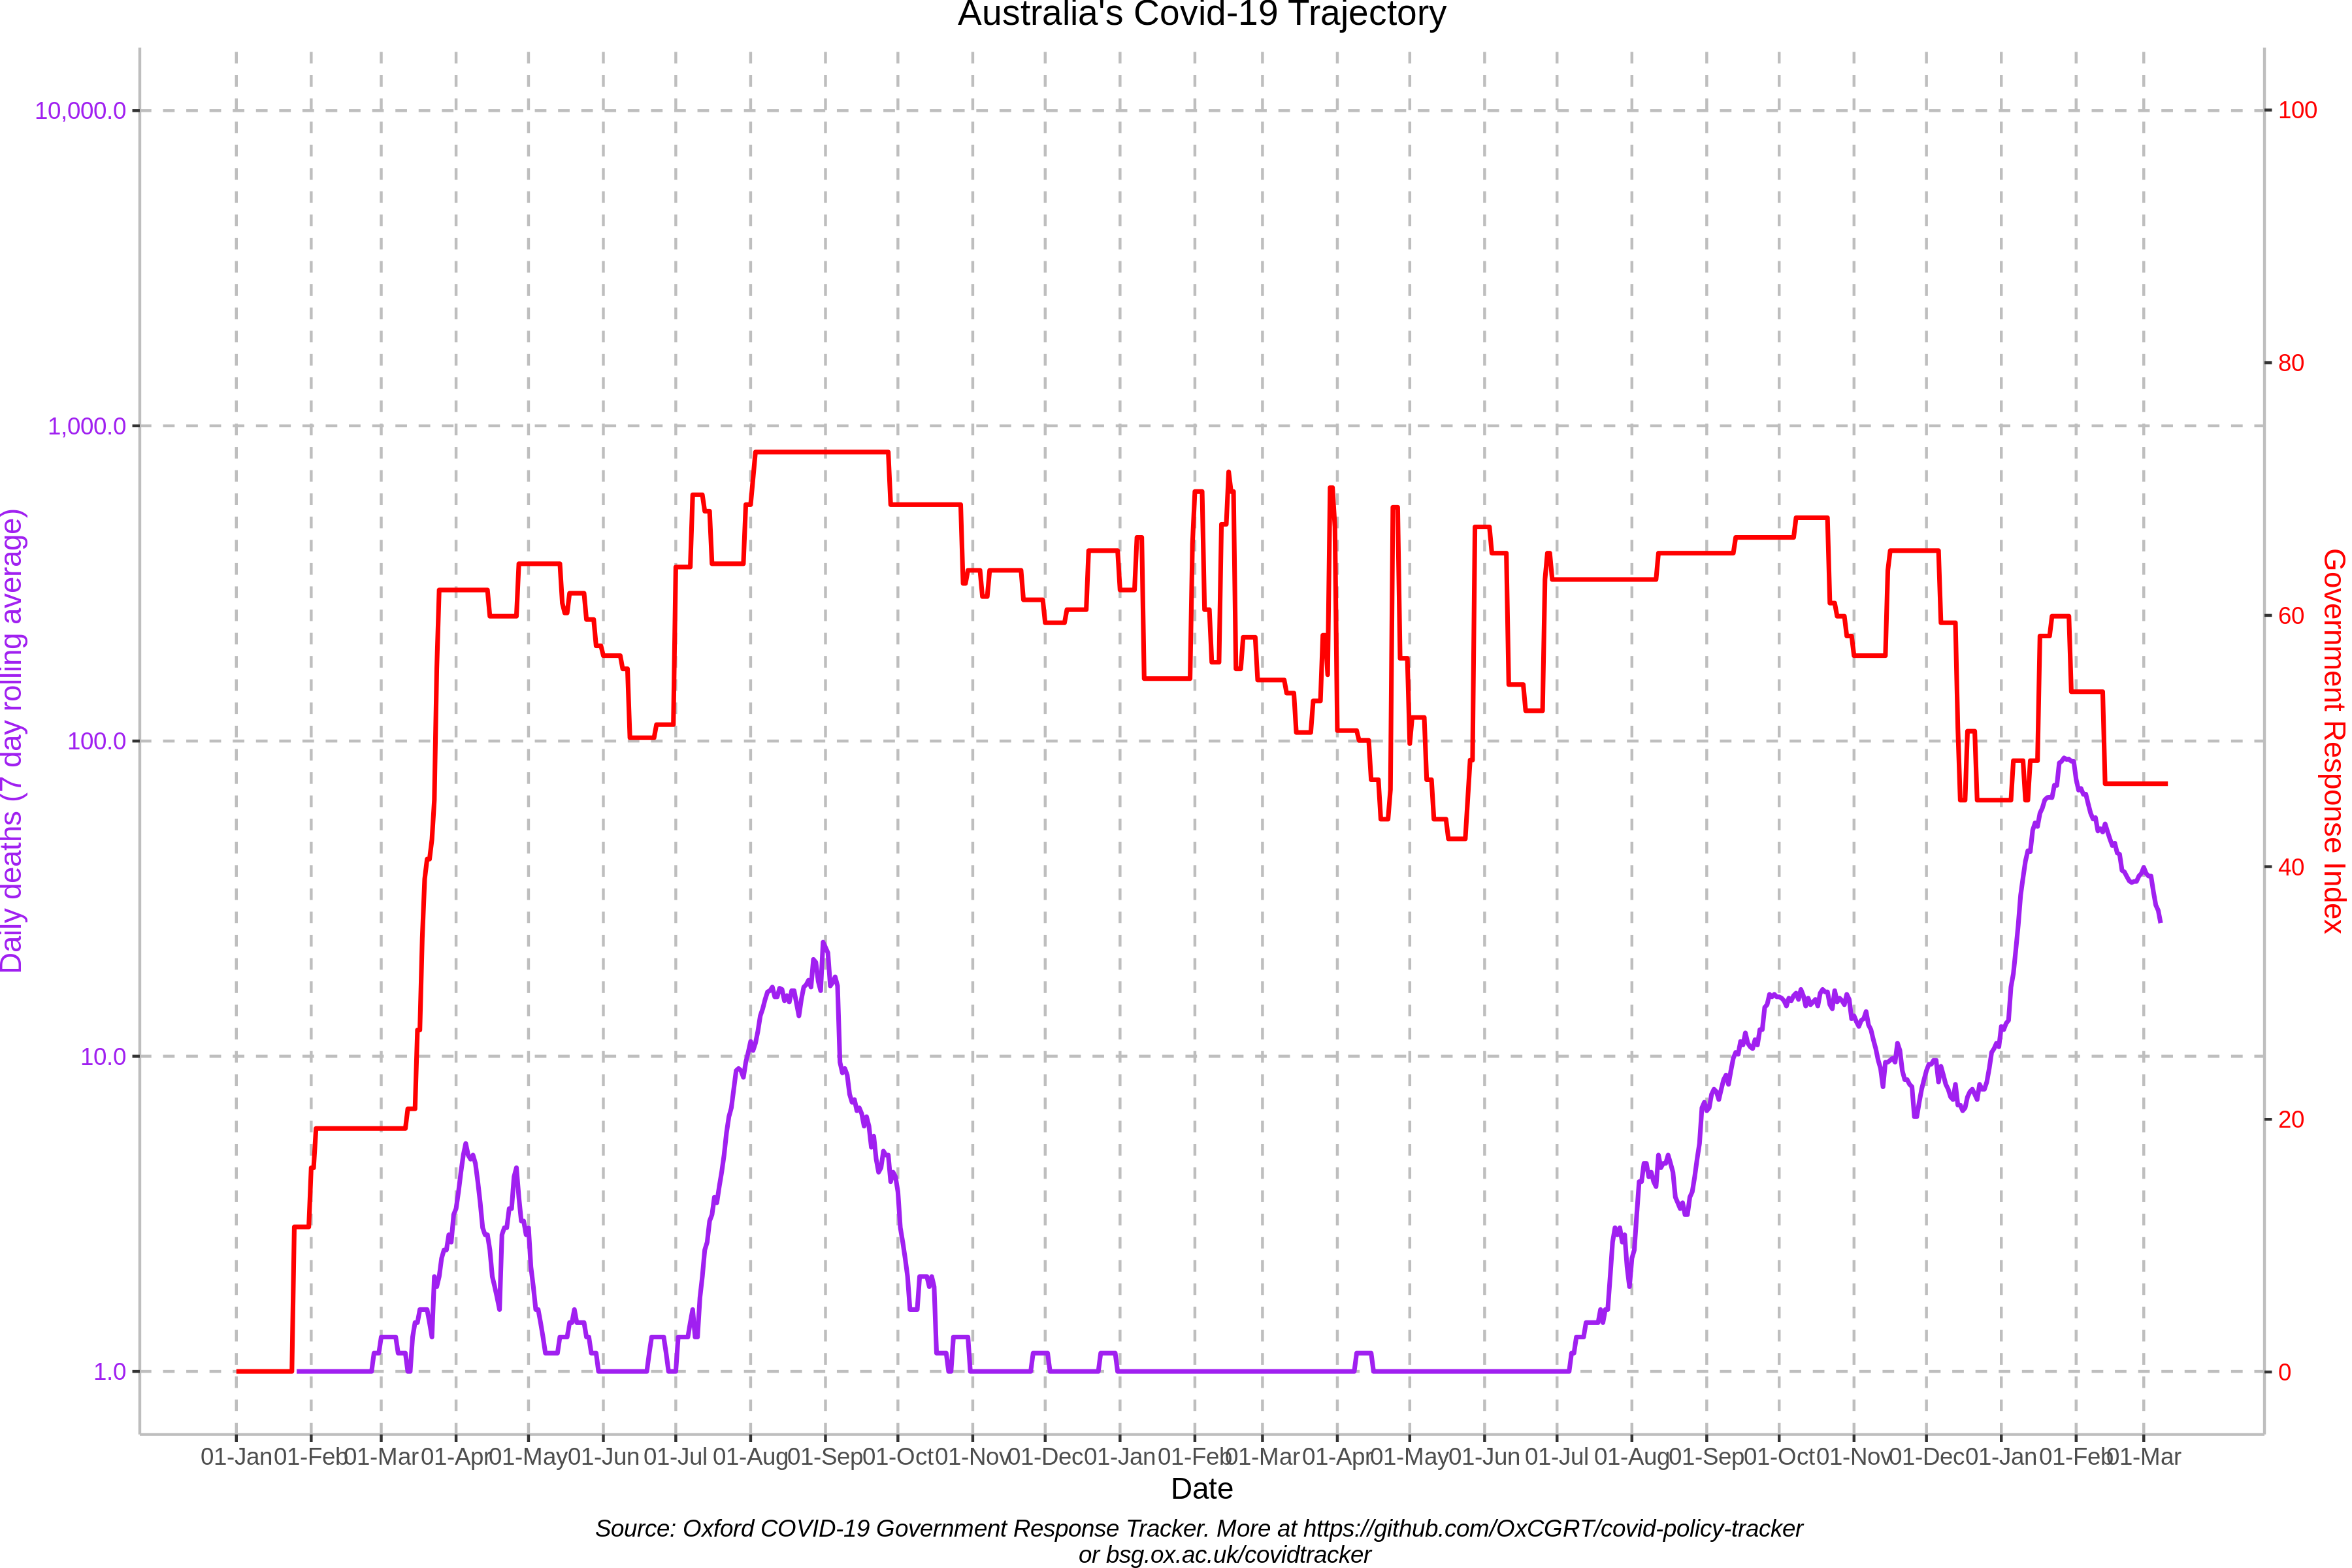 Australia's Covid-19 Trajectory
10,000.0
1,000.0
100.0
10.0
1.0
Daily deaths (7 day rolling average)
100
80
60
40
20
0
Government Response Index
01-Jan 01-Feb 01-Mar 01-Apr 01-May 01-Jun 01-Jul 01-Aug 01-Sep 01-Oct 01-Nov 01-Dec 01-Jan 01-Feb 01-Mar 01-Apr 01-May 01-Jun 01-Jul 01-Aug 01-Sep 01-Oct 01-Nov 01-Dec 01-Jan 01-Feb 01-Mar
Date
Source: Oxford COVID-19 Government Response Tracker. More at https://github.com/OxCGRT/covid-policy-tracker
or bsg.ox.ac.uk/covidtracker